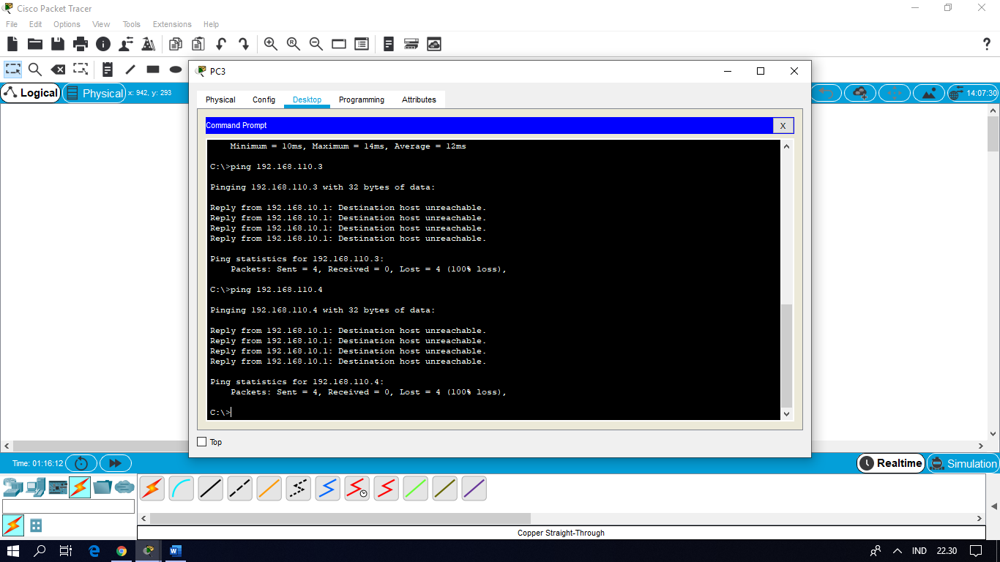 Cisco Packet Tracer
File Edit Options View Tools Extensions Help
PC3
Logical
Physical
x: 942, y: 293
14:07:30
Physical Config Desktop Programming Attributes
Command Prompt
X
Minimum = 10ms, Maximum = 14ms, Average = 12ms
C:\>ping 192.168.110.3
Pinging 192.168.110.3 with 32 bytes of data:
Reply from 192.168.10.1: Destination host unreachable.
Reply from 192.168.10.1: Destination host unreachable.
Reply from 192.168.10.1: Destination host unreachable.
Reply from 192.168.10.1: Destination host unreachable.
Ping statistics for 192.168.110.3:
Packets: Sent = 4, Received = 0, Lost = 4 (100% loss),
C:\>ping 192.168.110.4
Pinging 192.168.110.4 with 32 bytes of data:
Reply from 192.168.10.1: Destination host unreachable.
Reply from 192.168.10.1: Destination host unreachable.
Reply from 192.168.10.1: Destination host unreachable.
Reply from 192.168.10.1: Destination host unreachable.
Ping statistics for 192.168.110.4:
Packets: Sent = 4, Received = 0, Lost = 4 (100% loss),
C:\>
Top
Time: 01:16:12
Realtime
Simulation
Copper Straight-Through
IND 22.30